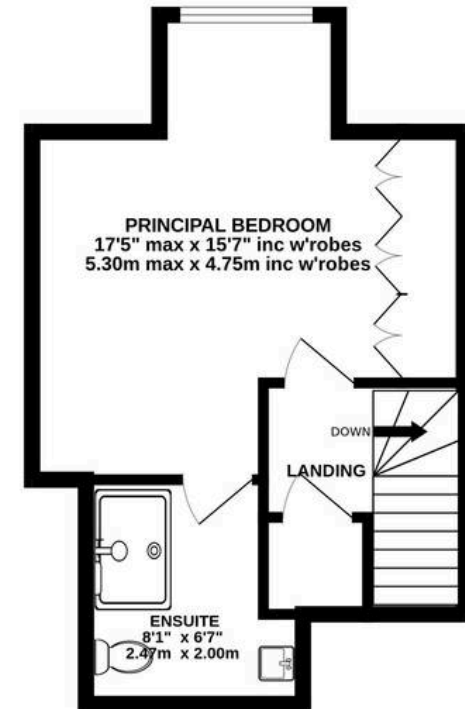 PRINCIPAL BEDROOM
17'5" max x 15'7" inc w'robes
5.30m max x 4.75m inc w'robes
DOWN
LANDING
ENSUITE
8'1" x 6'7"
2.47m x 2.00m